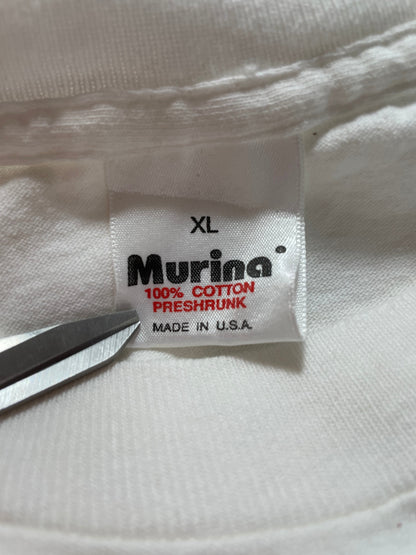 XL
Murina
100% COTTON
PRESHRUNK
MADE IN U.S.A.